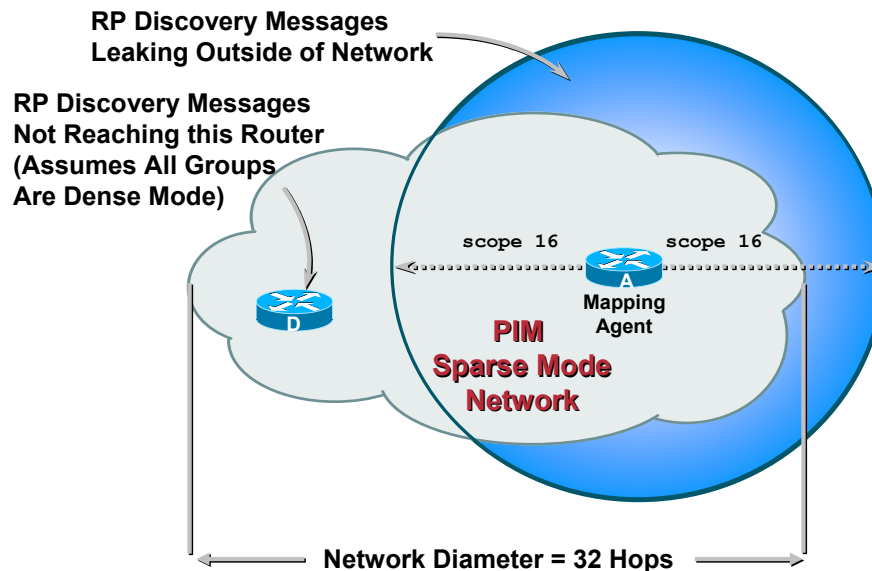 RP Discovery Messages
Leaking Outside of Network
RP Discovery Messages
Not Reaching this Router
(Assumes All Groups
Are Dense Mode)
scope 16
scope 16
A
Mapping
Agent
D
PIM
Sparse Mode
Network
Network Diameter = 32 Hops